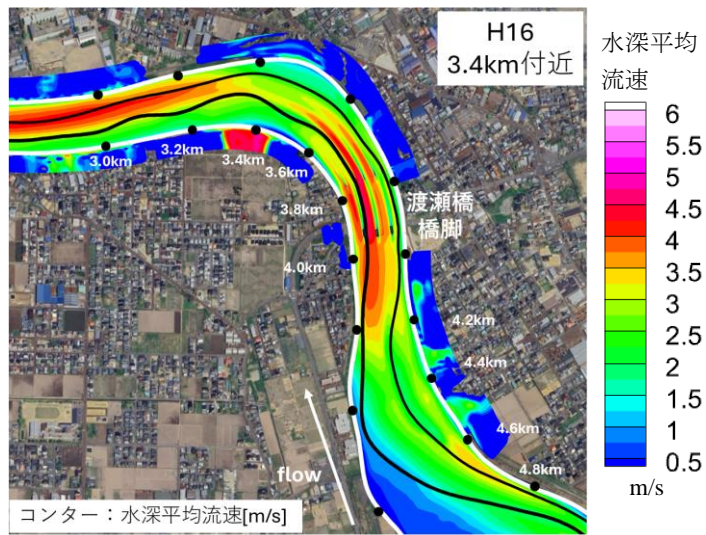 H16
3.4km付近
水深平均
流速
6
5.5
5
4.5
4
3.5
3
2.5
2
1.5
1
0.5
m/s
3.0km
3.2km
3.4km
3.6km
3.8km
4.0km
渡瀬橋
橋脚
4.2km
4.4km
4.6km
4.8km
flow
コンター：水深平均流速[m/s]